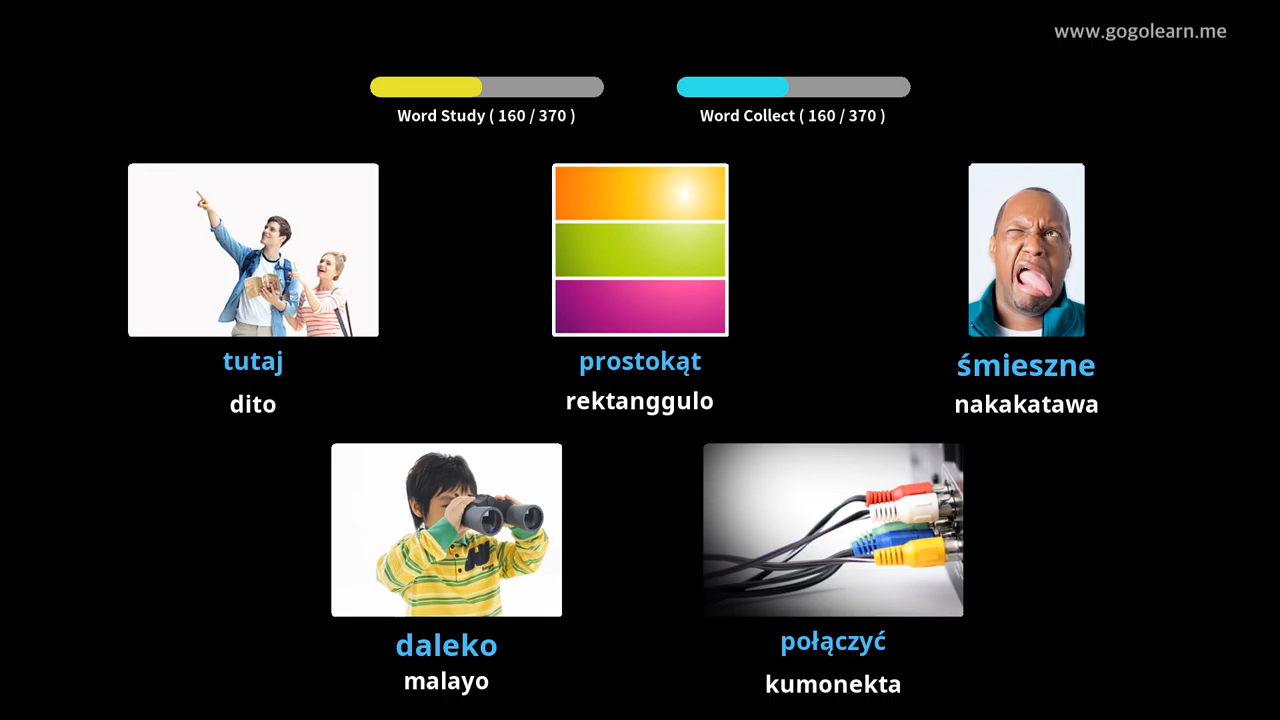 www.gogolearn.me
Word Study ( 160 / 370 )
Word Collect ( 160 / 370 )
tutaj
dito
prostokąt
rektanggulo
śmieszne
nakakatawa
daleko
malayo
połączyć
kumonekta